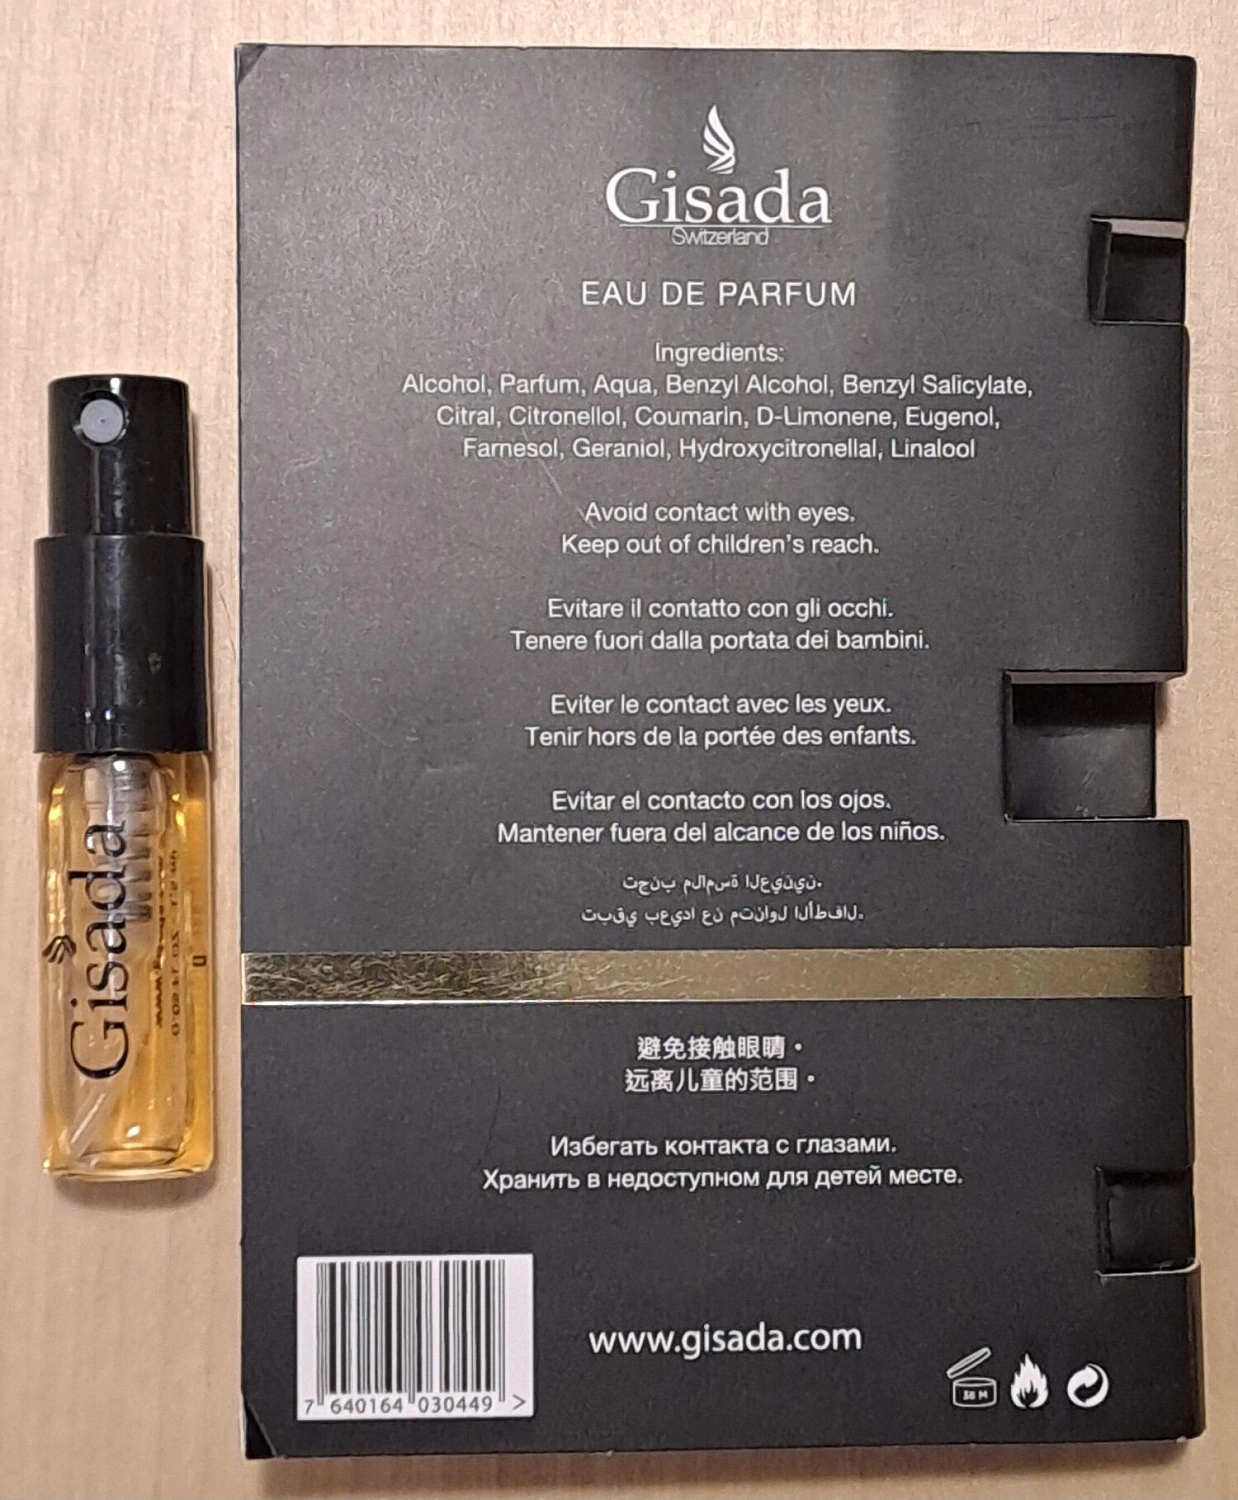 Gisada
Switzerland
EAU DE PARFUM
Ingredients:
Alcohol, Parfum, Aqua, Benzyl Alcohol, Benzyl Salicylate,
Citral, Citronellol, Coumarin, D-Limonene, Eugenol,
Farnesol, Geraniol, Hydroxycitronellal, Linalool
Avoid contact with eyes.
Keep out of children's reach.
Evitare il contatto con gli occhi.
Tenere fuori dalla portata dei bambini.
Eviter le contact avec les yeux.
Tenir hors de la portée des enfants.
Evitar el contacto con los ojos.
Mantener fuera del alcance de los niños.
تجنب ملامسة العينين.
تبقي بعيدا عن متناول الأطفال.
避免接触眼睛。
远离儿童的范围。
Избегать контакта с глазами.
Хранить в недоступном для детей месте.
7 640164 030449 >
www.gisada.com
36 M
Gisada